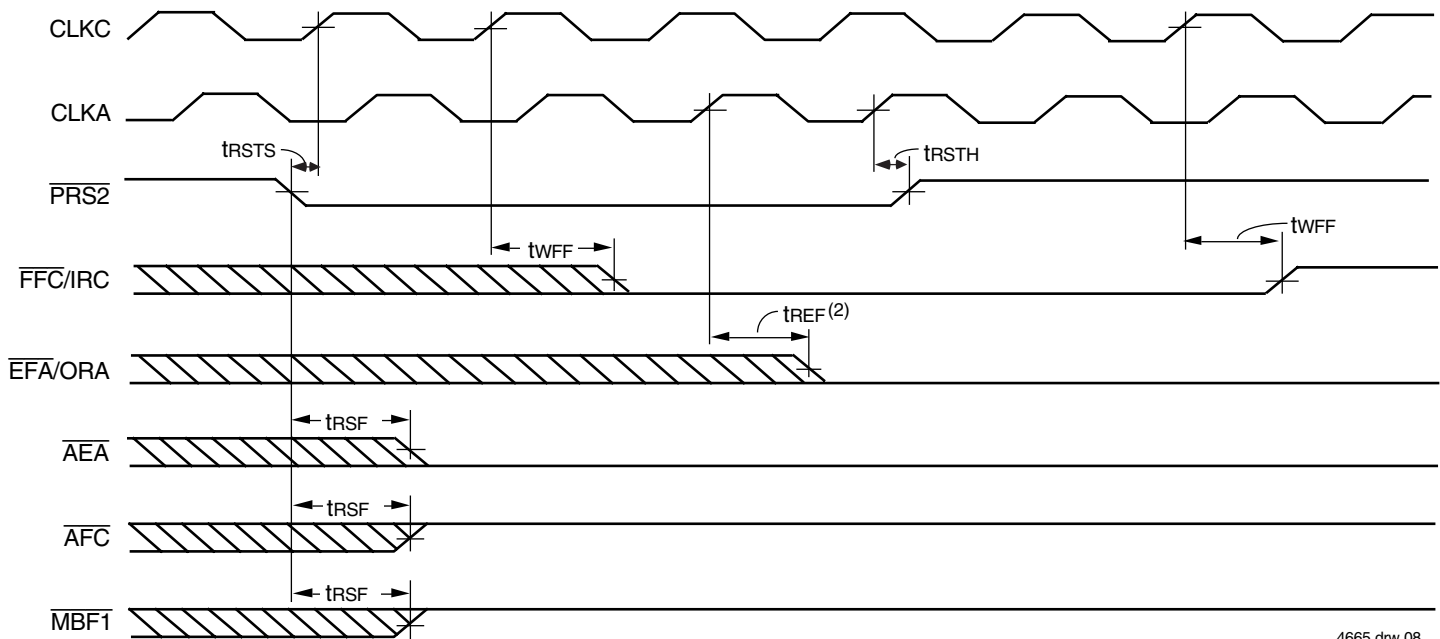 CLKC
CLKA
tRSTS
tRSTH
PRS2
tWFF
tWFF
FFC/IRC
tREF(2)
EFA/ORA
tRSF
AEA
tRSF
AFC
tRSF
MBF1
4665 drw 08